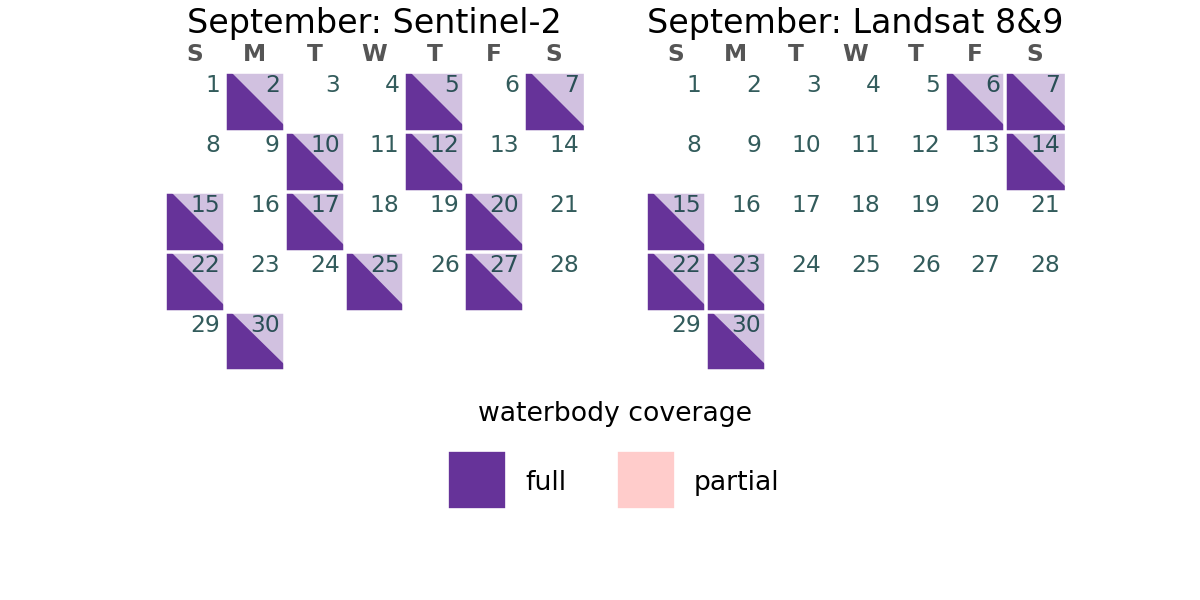 September: Sentinel-2
S M T W T F S
1 2 3 4 5 6 7
8 9 10 11 12 13 14
15 16 17 18 19 20 21
22 23 24 25 26 27 28
29 30
September: Landsat 8&9
S M T W T F S
1 2 3 4 5 6 7
8 9 10 11 12 13 14
15 16 17 18 19 20 21
22 23 24 25 26 27 28
29 30
waterbody coverage
full partial